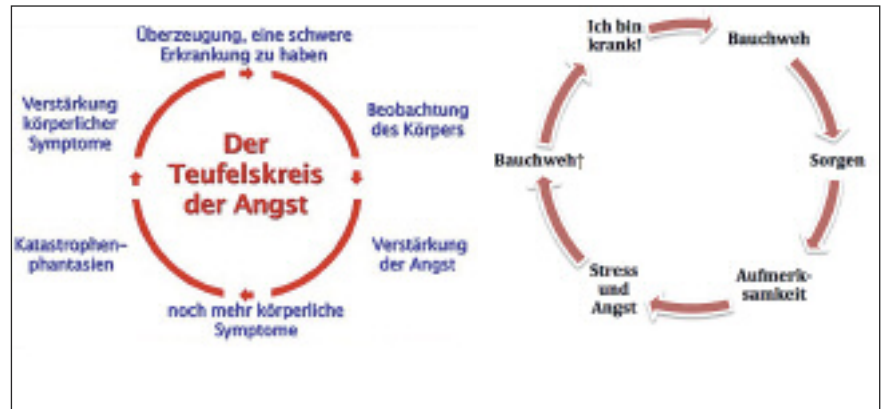 Überzeugung, eine schwere
Erkrankung zu haben
Beobachtung
des Körpers
Verstärkung
der Angst
noch mehr körperliche
Symptome
Katastrophen-
phantasien
Verstärkung
körperlicher
Symptome
Der
Teufelskreis
der Angst
Ich bin
krank!
Bauchweh
Sorgen
Aufmerk-
samkeit
Stress
und
Angst
Bauchweh↑